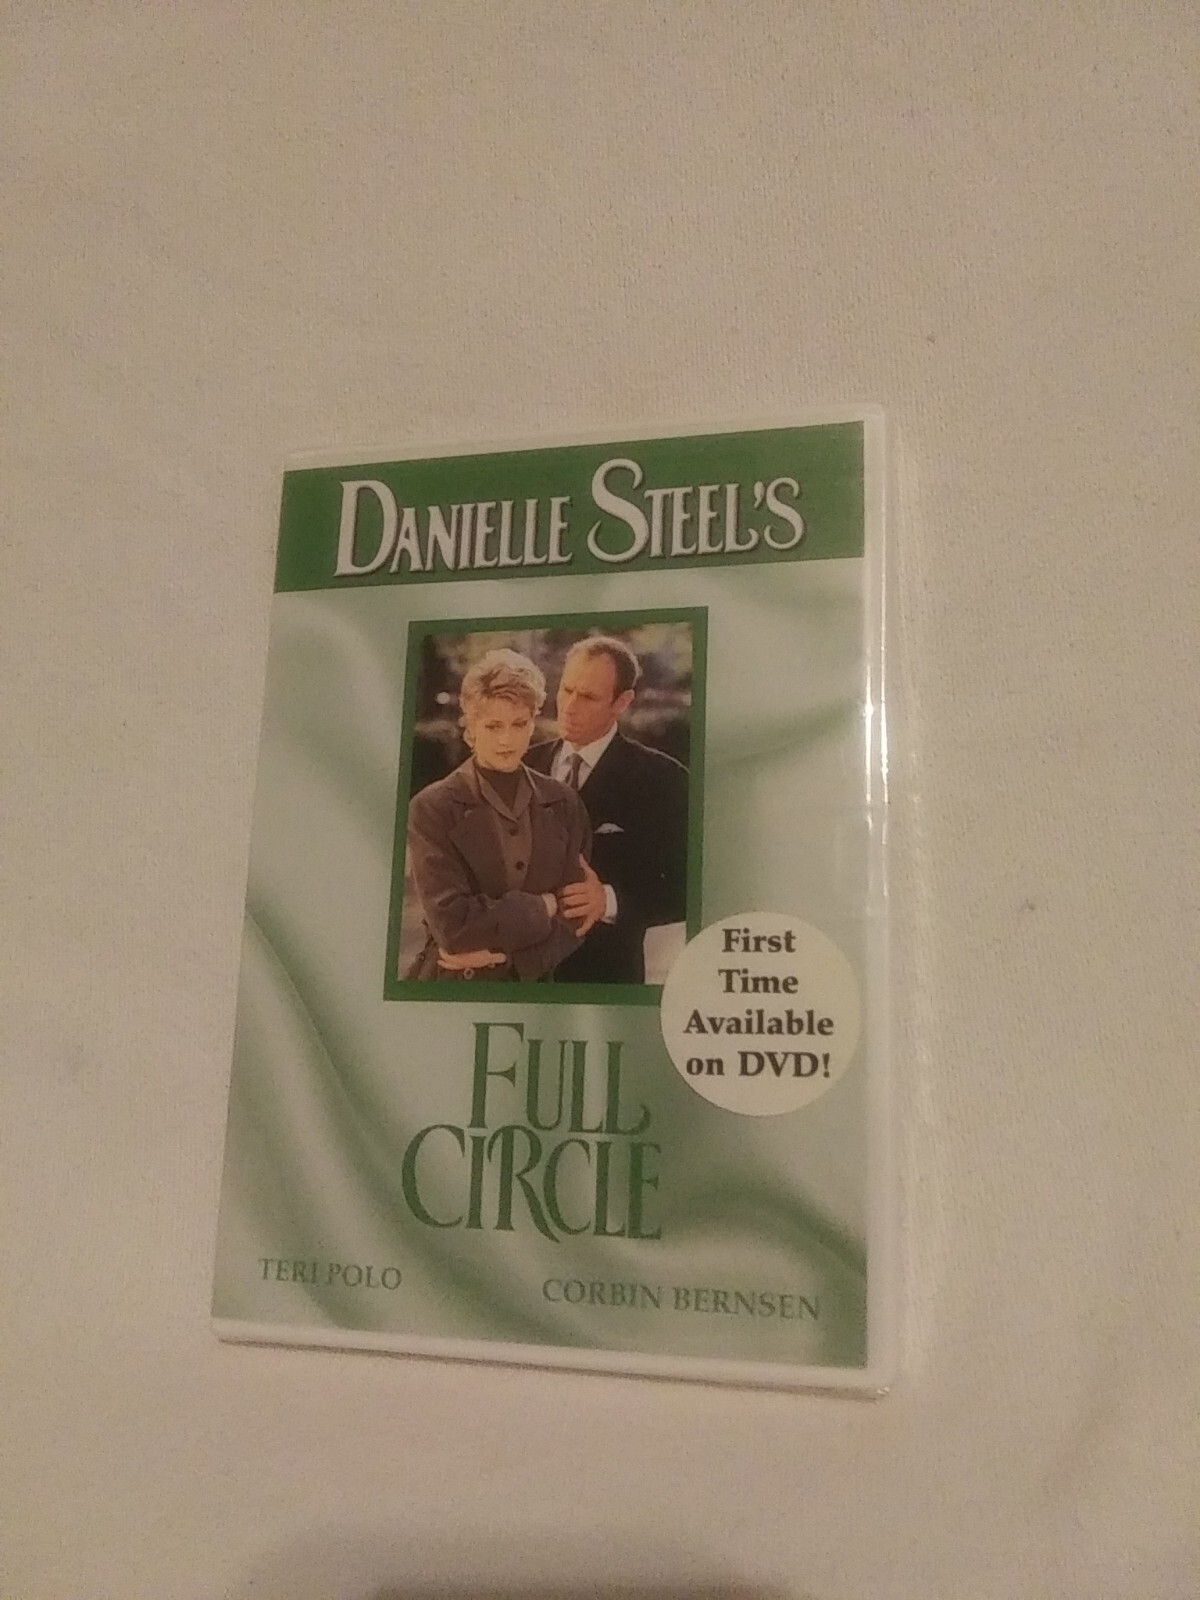 DANIELLE STEEL'S
First
Time
Available
on DVD!
FULL
CIRCLE
TERI POLO
CORBIN BERNSEN